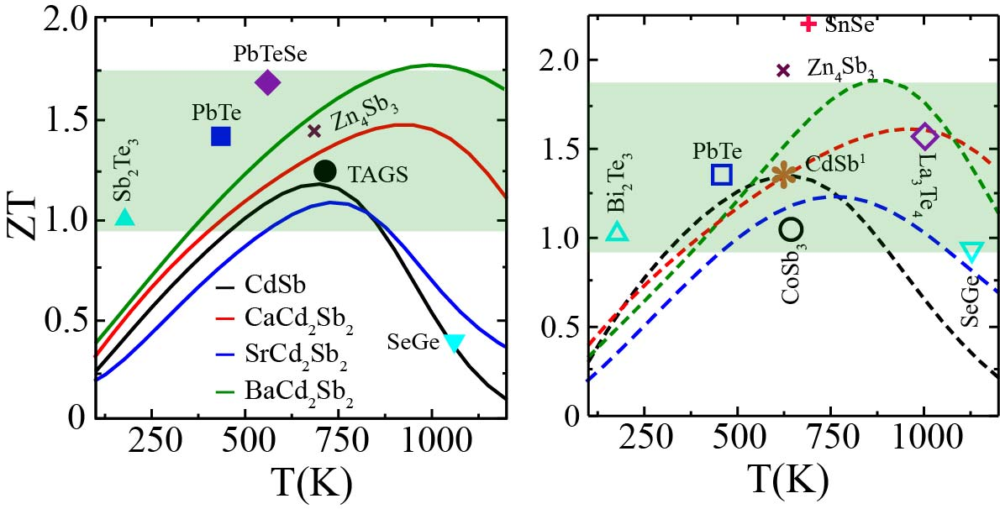 2.0
1.5
1.0
0.5
0
ZT
PbTeSe
PbTe
Zn₄Sb₃
Sb₂Te₃
TAGS
CdSb
CaCd₂Sb₂
SrCd₂Sb₂
BaCd₂Sb₂
SeGe
250 500 750 1000
T(K)
2.0
1.5
1.0
0.5
0
SnSe
Zn₄Sb₃
PbTe
CdSb¹
Bi₂Te₃
La₃Te₄
CoSb₃
SeGe
250 500 750 1000
T(K)